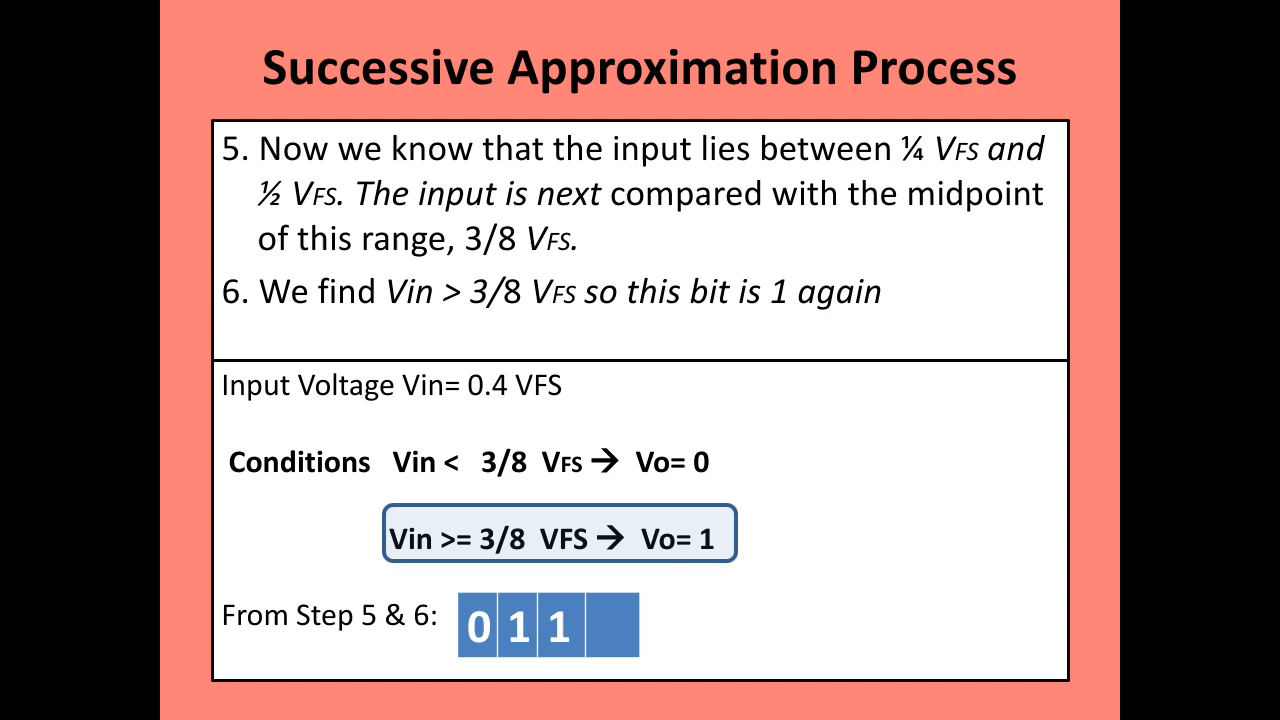 Successive Approximation Process
5. Now we know that the input lies between ¼ VFS and
½ VFS. The input is next compared with the midpoint
of this range, 3/8 VFS.
6. We find Vin > 3/8 VFS so this bit is 1 again
Input Voltage Vin= 0.4 VFS
Conditions Vin < 3/8 VFS → Vo= 0
Vin >= 3/8 VFS → Vo= 1
From Step 5 & 6: 0 1 1